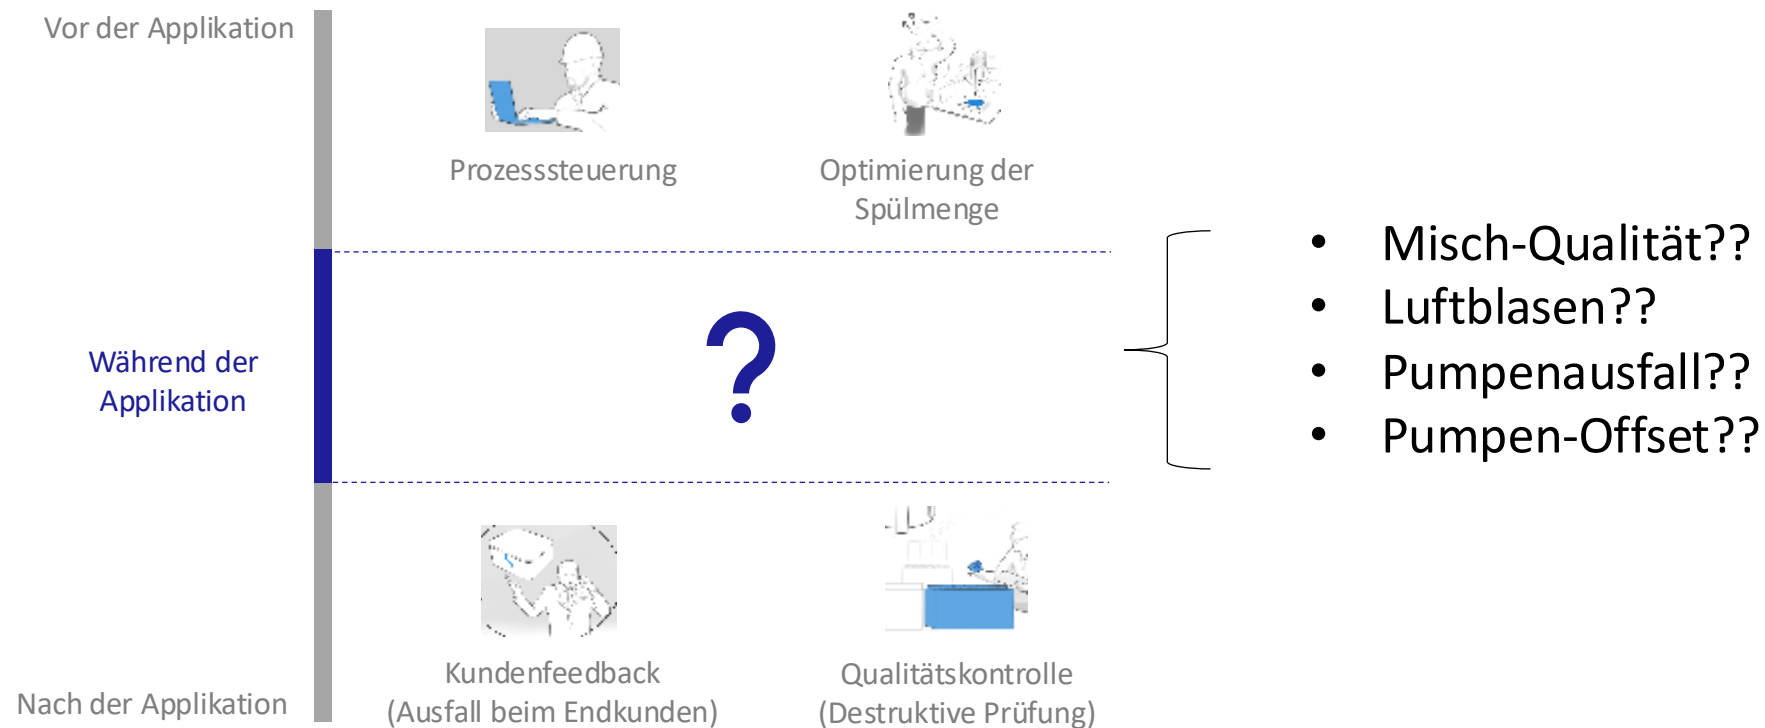 Vor der Applikation
Prozesssteuerung
Optimierung der
Spülmenge
Während der
Applikation
?
• Misch-Qualität??
• Luftblasen??
• Pumpenausfall??
• Pumpen-Offset??
Nach der Applikation
Kundenfeedback
(Ausfall beim Endkunden)
Qualitätskontrolle
(Destruktive Prüfung)